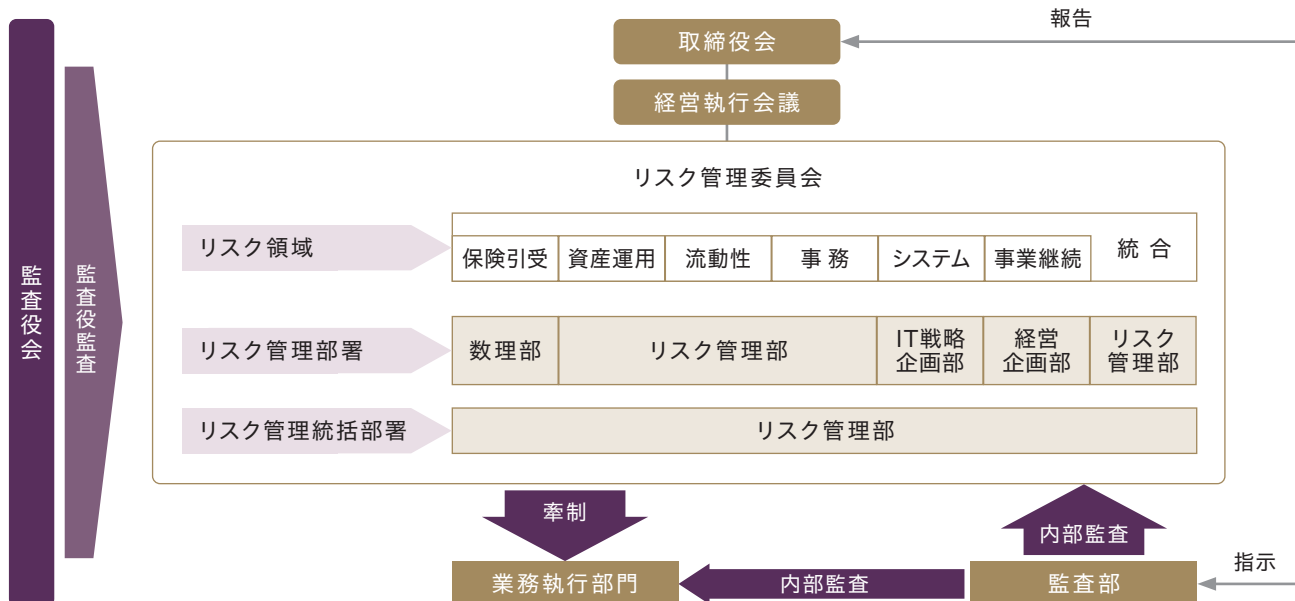 報告
取締役会
経営執行会議
監査役会
監査役監査
リスク管理委員会
リスク領域
保険引受
資産運用
流動性
事務
システム
事業継続
統合
リスク管理部署
数理部
リスク管理部
IT戦略
企画部
経営
企画部
リスク
管理部
リスク管理統括部署
リスク管理部
牽制
内部監査
業務執行部門
内部監査
監査部
指示